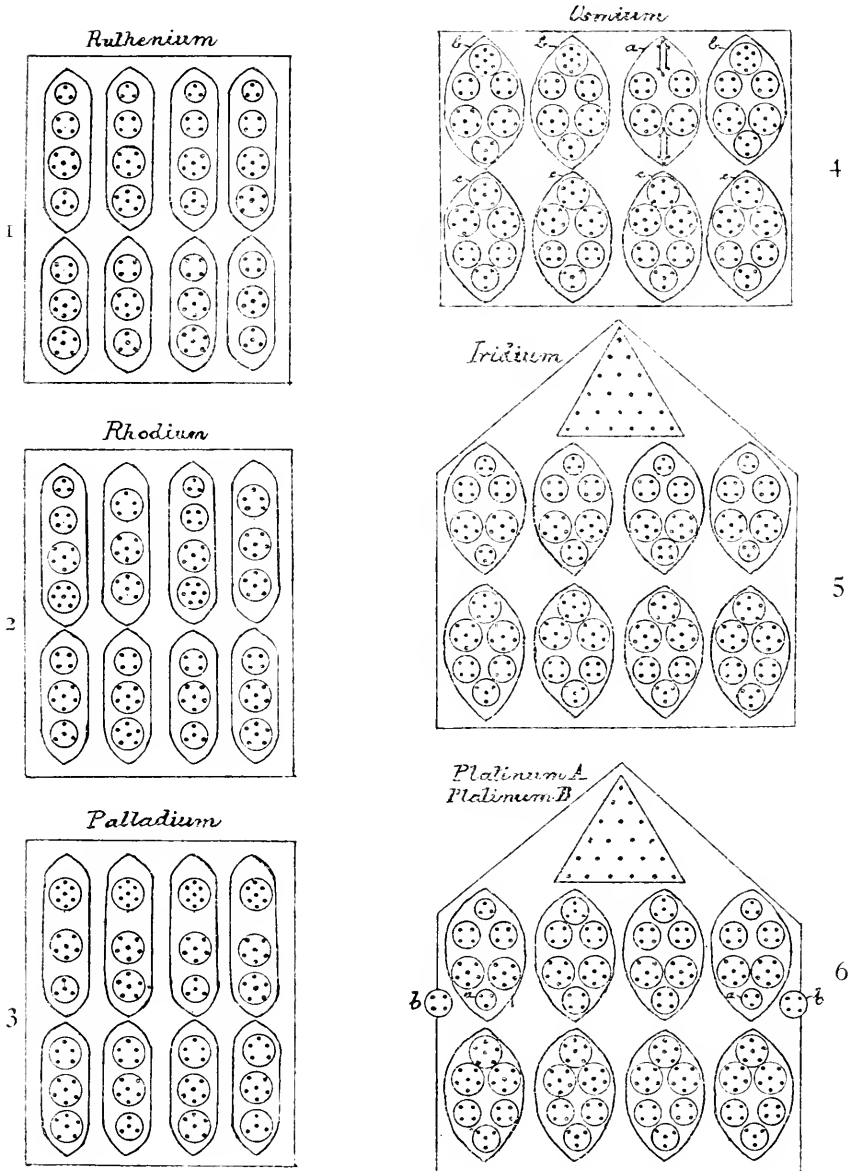 Ruthenium
1
Rhodium
2
Palladium
3
Osmium
b
b
a
b
c
c
c
c
4
Iridium
5
Platinum A
Platinum B
a
a
b
b
6